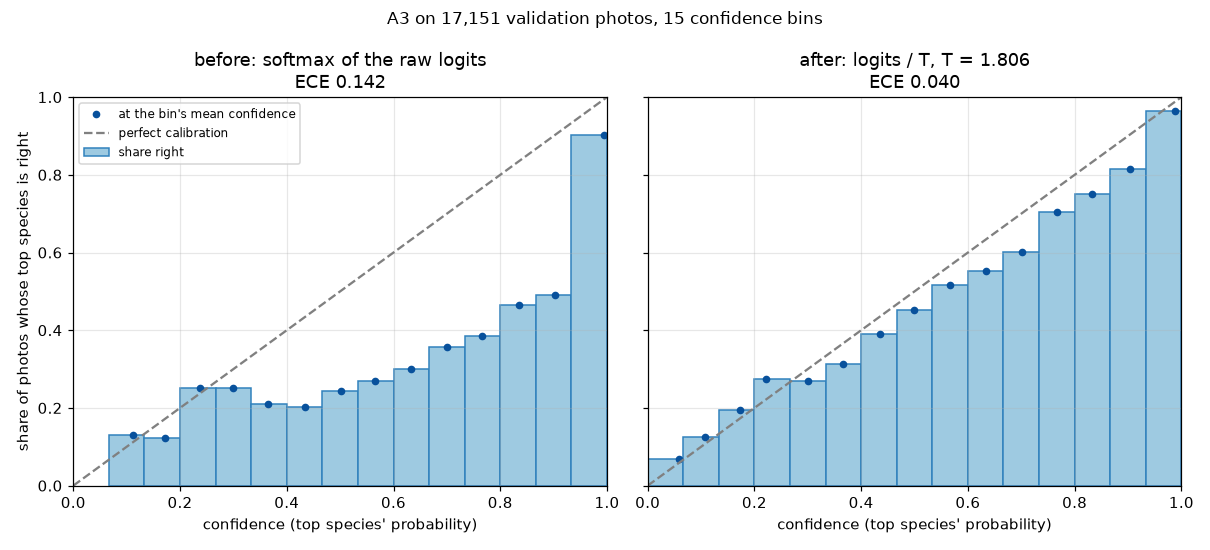 A3 on 17,151 validation photos, 15 confidence bins
before: softmax of the raw logits
ECE 0.142
at the bin's mean confidence
perfect calibration
share right
share of photos whose top species is right
1.0
0.8
0.6
0.4
0.2
0.0
0.0 0.2 0.4 0.6 0.8 1.0
confidence (top species' probability)
after: logits / T, T = 1.806
ECE 0.040
0.0 0.2 0.4 0.6 0.8 1.0
confidence (top species' probability)